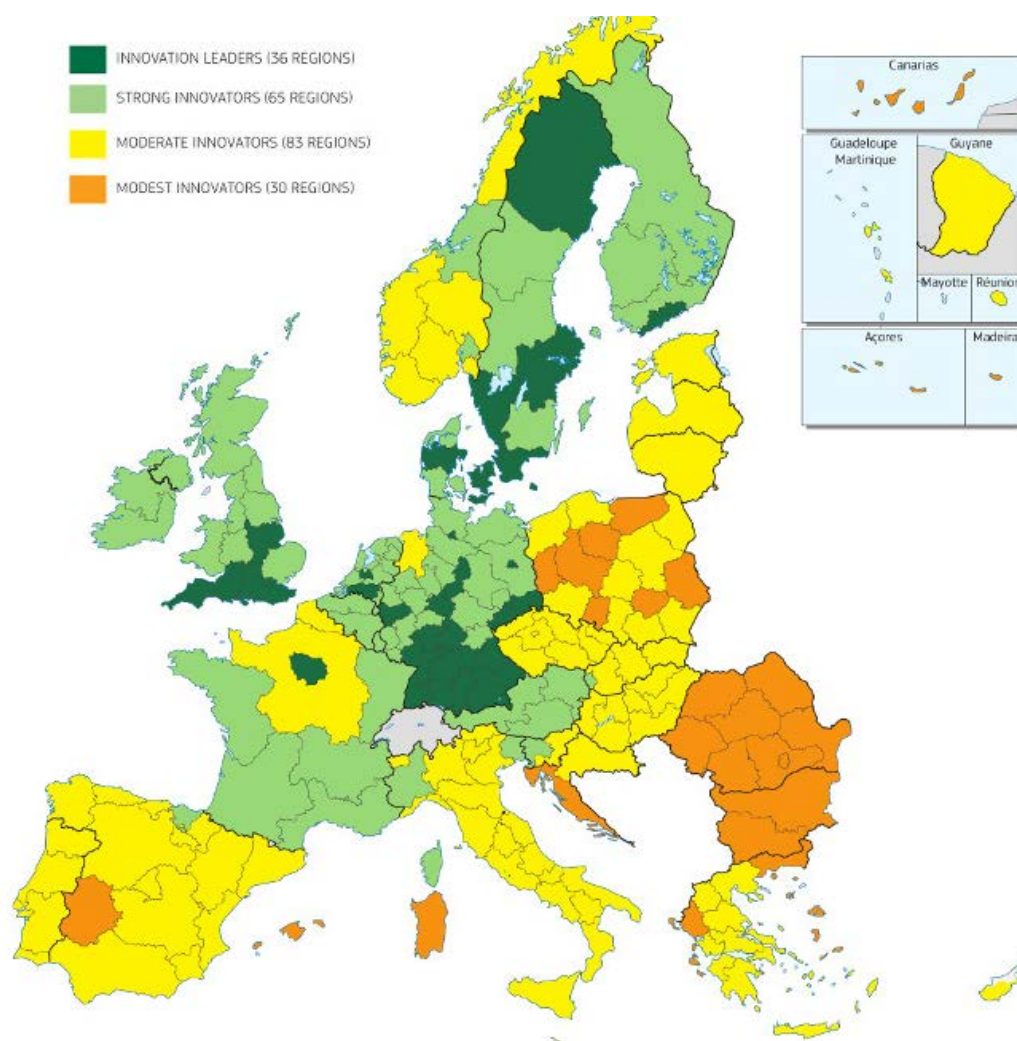 INNOVATION LEADERS (36 REGIONS)
STRONG INNOVATORS (65 REGIONS)
MODERATE INNOVATORS (83 REGIONS)
MODEST INNOVATORS (30 REGIONS)
Canarias
Guadeloupe
Martinique
Guyane
Mayotte
Réunion
Açores
Madeira